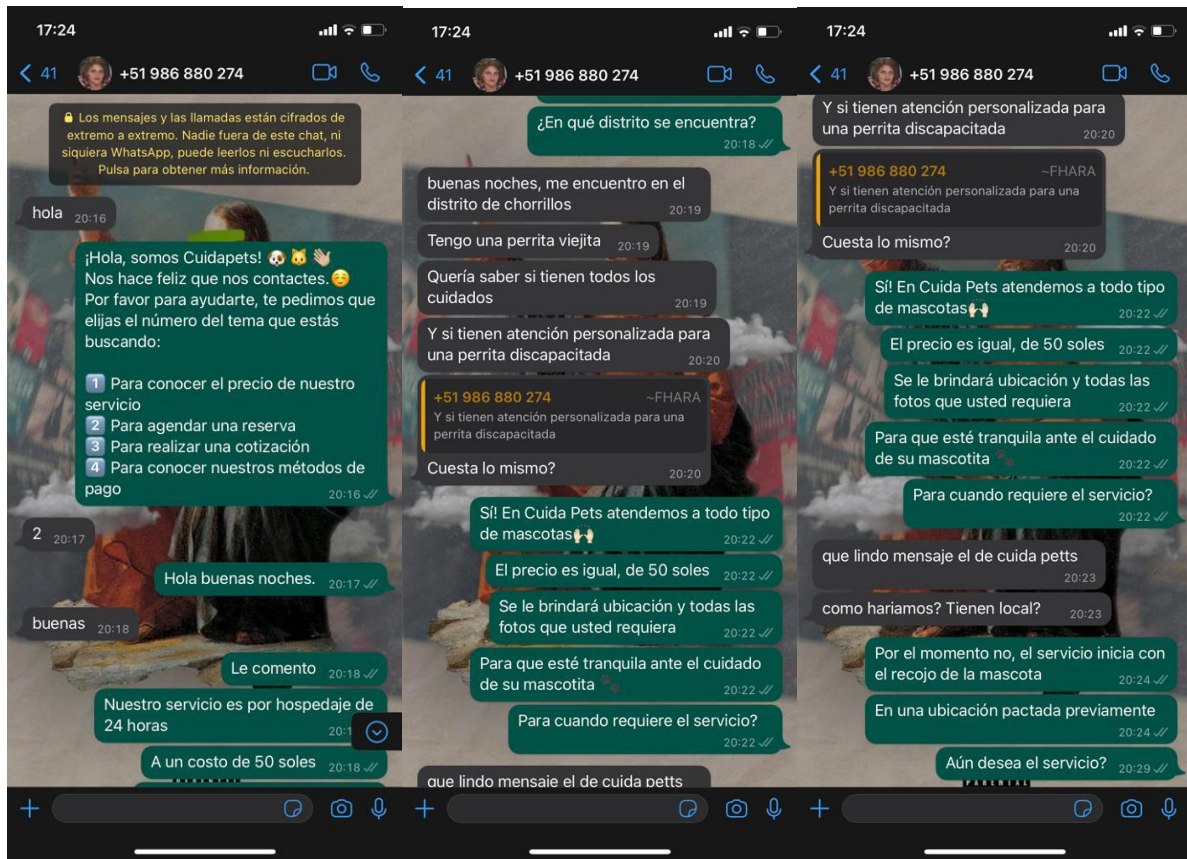 17:24
41
+51 986 880 274
🔒 Los mensajes y las llamadas están cifrados de
extremo a extremo. Nadie fuera de este chat, ni
siquiera WhatsApp, puede leerlos ni escucharlos.
Pulsa para obtener más información.
hola 20:16
¡Hola, somos Cuidapets! 🐶 🐱 👋🏼
Nos hace feliz que nos contactes.☺️
Por favor para ayudarte, te pedimos que
elijas el número del tema que estás
buscando:
1️⃣ Para conocer el precio de nuestro
servicio
2️⃣ Para agendar una reserva
3️⃣ Para realizar una cotización
4️⃣ Para conocer nuestros métodos de
pago 20:16
2 20:17
Hola buenas noches. 20:17
buenas 20:18
Le comento 20:18
Nuestro servicio es por hospedaje de
24 horas
A un costo de 50 soles 20:18
17:24
41
+51 986 880 274
¿En qué distrito se encuentra?
20:18
buenas noches, me encuentro en el
distrito de chorrillos 20:19
Tengo una perrita viejita 20:19
Quería saber si tienen todos los
cuidados 20:19
Y si tienen atención personalizada para
una perrita discapacitada 20:20
+51 986 880 274 ~FHARA
Y si tienen atención personalizada para una
perrita discapacitada
Cuesta lo mismo? 20:20
Sí! En Cuida Pets atendemos a todo tipo
de mascotas🙌🏻 20:22
El precio es igual, de 50 soles 20:22
Se le brindará ubicación y todas las
fotos que usted requiera 20:22
Para que esté tranquila ante el cuidado
de su mascotita 🐾 20:22
Para cuando requiere el servicio?
20:22
que lindo mensaje el de cuida petts
17:24
41
+51 986 880 274
Y si tienen atención personalizada para
una perrita discapacitada 20:20
+51 986 880 274 ~FHARA
Y si tienen atención personalizada para una
perrita discapacitada
Cuesta lo mismo? 20:20
Sí! En Cuida Pets atendemos a todo tipo
de mascotas🙌🏻 20:22
El precio es igual, de 50 soles 20:22
Se le brindará ubicación y todas las
fotos que usted requiera 20:22
Para que esté tranquila ante el cuidado
de su mascotita 🐾 20:22
Para cuando requiere el servicio?
20:22
que lindo mensaje el de cuida petts
20:23
como hariamos? Tienen local? 20:23
Por el momento no, el servicio inicia con
el recojo de la mascota 20:24
En una ubicación pactada previamente
20:24
Aún desea el servicio? 20:29